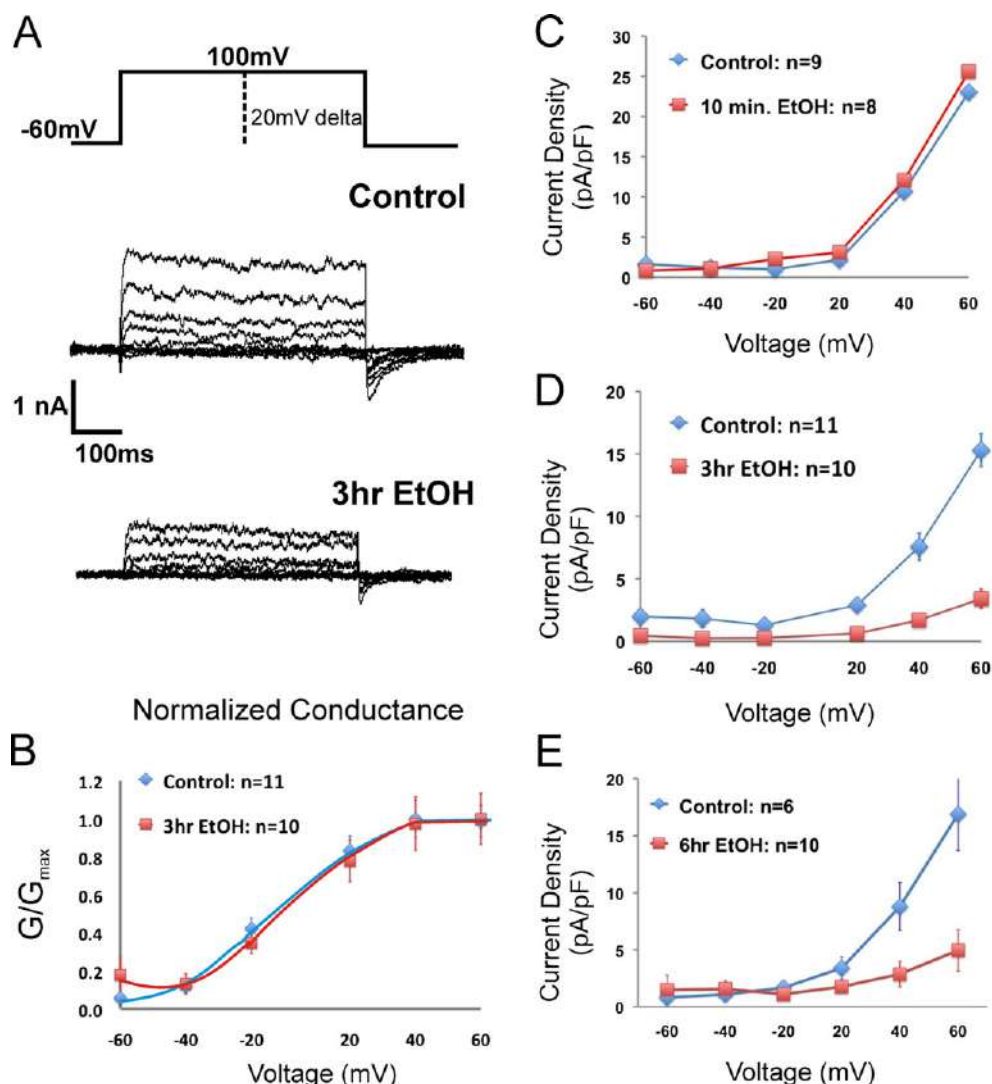 A
100mV
-60mV
20mV delta
Control
1 nA
100ms
3hr EtOH
Normalized Conductance
B
Control: n=11
3hr EtOH: n=10
1.2
1.0
0.8
0.6
0.4
0.2
0.0
G/Gmax
-60
-40
-20
20
40
60
Voltage (mV)
C
Control: n=9
10 min. EtOH: n=8
30
25
20
15
10
5
0
Current Density
(pA/pF)
-60
-40
-20
20
40
60
Voltage (mV)
D
Control: n=11
3hr EtOH: n=10
20
15
10
5
0
Current Density
(pA/pF)
-60
-40
-20
20
40
60
Voltage (mV)
E
Control: n=6
6hr EtOH: n=10
20
15
10
5
0
Current Density
(pA/pF)
-60
-40
-20
20
40
60
Voltage (mV)